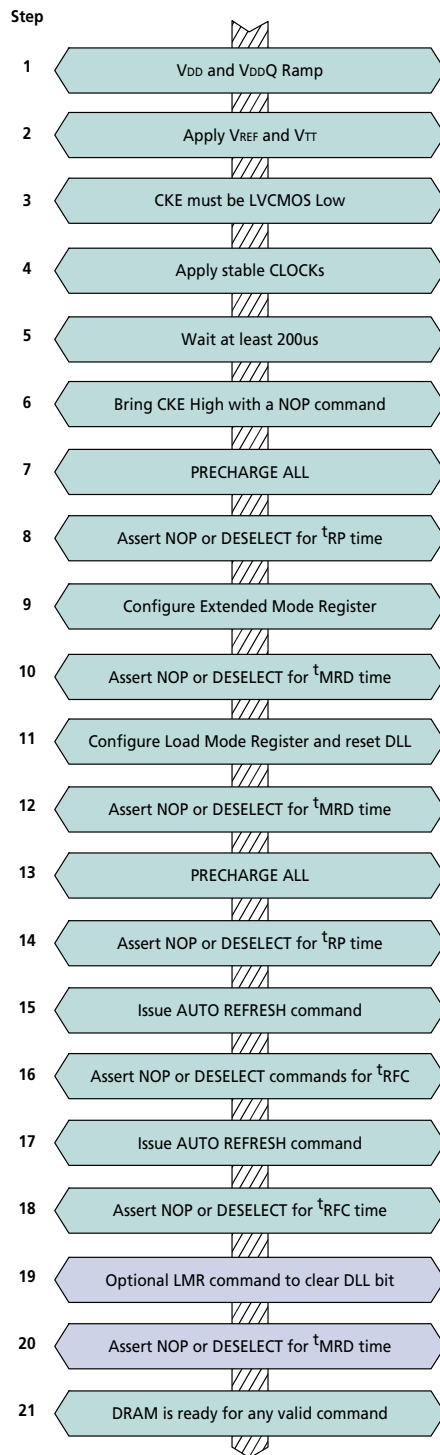 Step
1 VDD and VDDQ Ramp
2 Apply VREF and VTT
3 CKE must be LVCMOS Low
4 Apply stable CLOCKs
5 Wait at least 200us
6 Bring CKE High with a NOP command
7 PRECHARGE ALL
8 Assert NOP or DESELECT for tRP time
9 Configure Extended Mode Register
10 Assert NOP or DESELECT for tMRD time
11 Configure Load Mode Register and reset DLL
12 Assert NOP or DESELECT for tMRD time
13 PRECHARGE ALL
14 Assert NOP or DESELECT for tRP time
15 Issue AUTO REFRESH command
16 Assert NOP or DESELECT commands for tRFC
17 Issue AUTO REFRESH command
18 Assert NOP or DESELECT for tRFC time
19 Optional LMR command to clear DLL bit
20 Assert NOP or DESELECT for tMRD time
21 DRAM is ready for any valid command